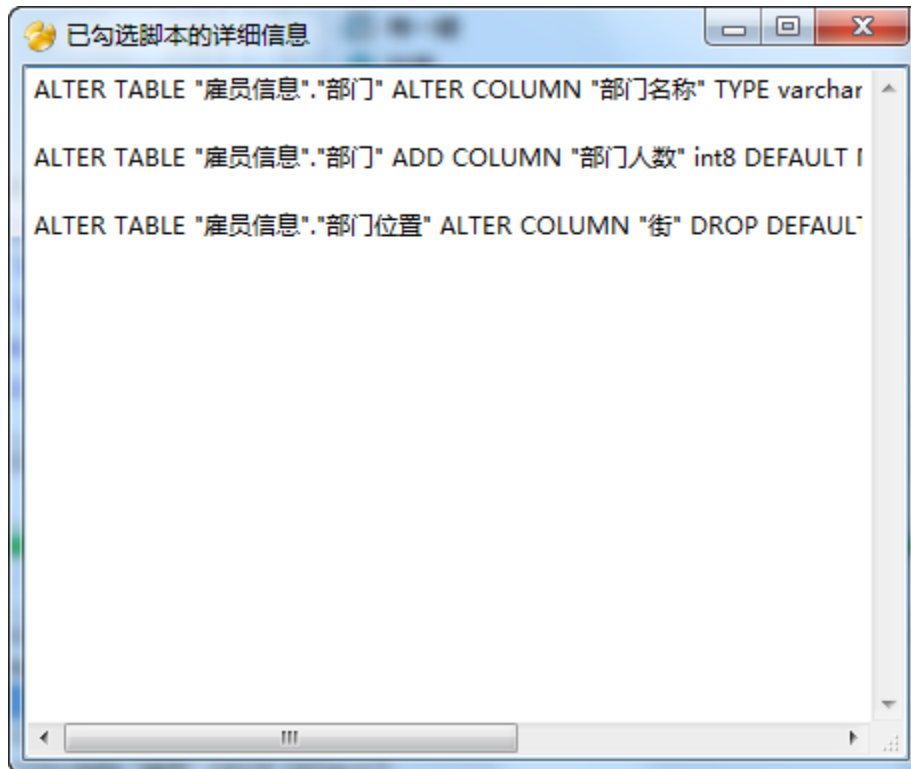 已勾选脚本的详细信息
ALTER TABLE "雇员信息"."部门" ALTER COLUMN "部门名称" TYPE varchar
ALTER TABLE "雇员信息"."部门" ADD COLUMN "部门人数" int8 DEFAULT
ALTER TABLE "雇员信息"."部门位置" ALTER COLUMN "街" DROP DEFAULT